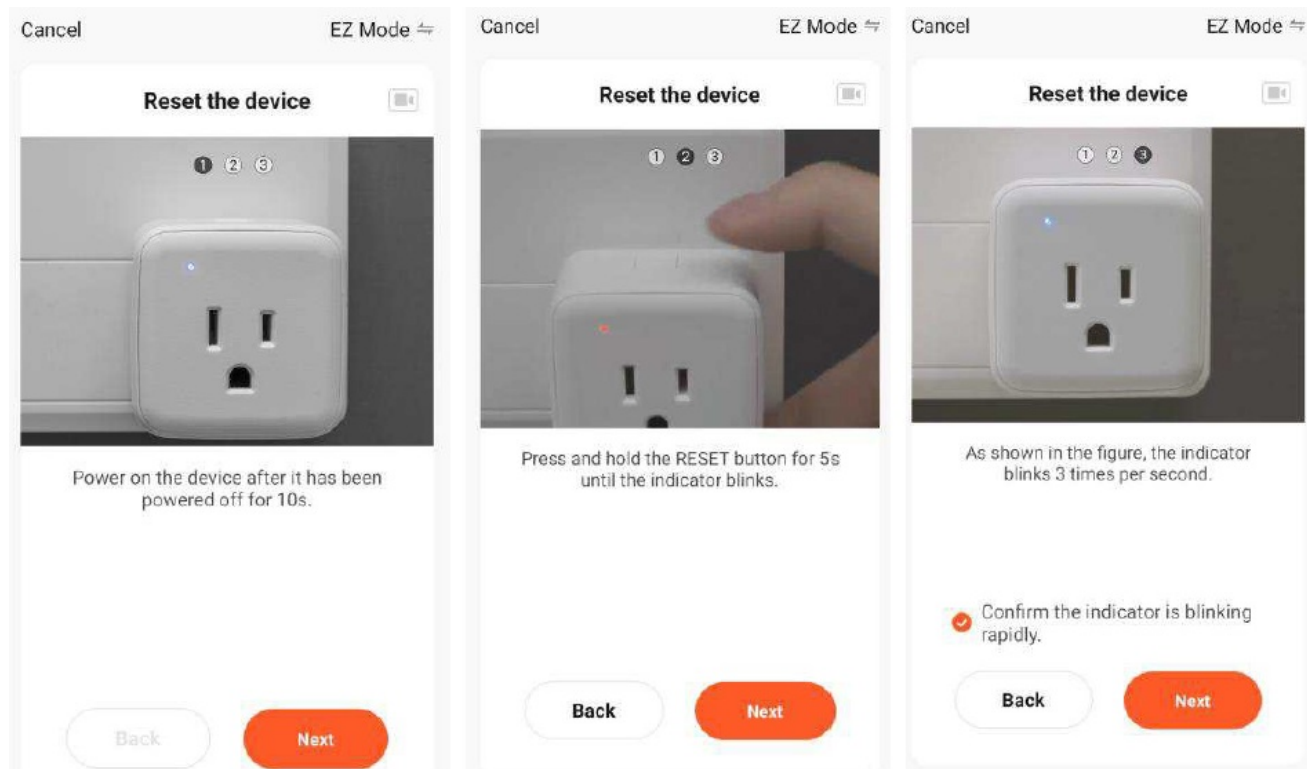 Cancel
EZ Mode
Reset the device
1 2 3
Power on the device after it has been
powered off for 10s.
Back
Next
Cancel
EZ Mode
Reset the device
1 2 3
Press and hold the RESET button for 5s
until the indicator blinks.
Back
Next
Cancel
EZ Mode
Reset the device
1 2 3
As shown in the figure, the indicator
blinks 3 times per second.
Confirm the indicator is blinking
rapidly.
Back
Next